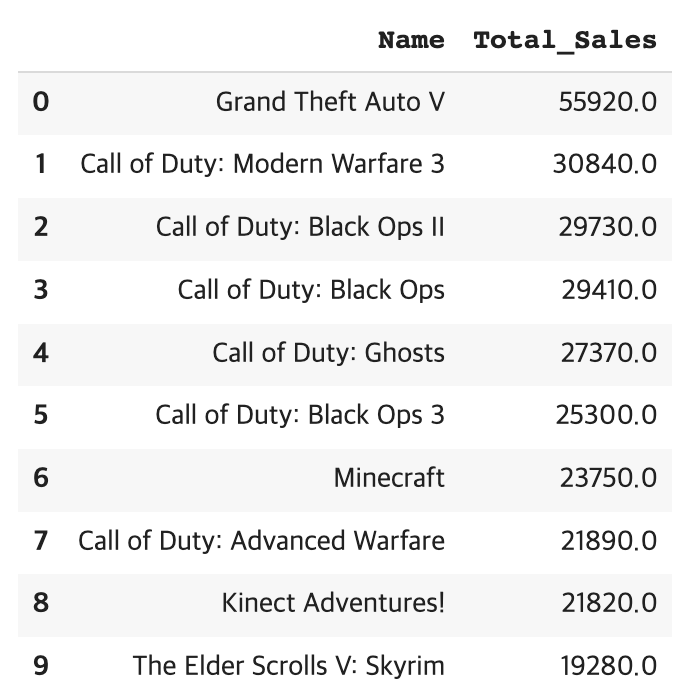 Name Total_Sales
0 Grand Theft Auto V 55920.0
1 Call of Duty: Modern Warfare 3 30840.0
2 Call of Duty: Black Ops II 29730.0
3 Call of Duty: Black Ops 29410.0
4 Call of Duty: Ghosts 27370.0
5 Call of Duty: Black Ops 3 25300.0
6 Minecraft 23750.0
7 Call of Duty: Advanced Warfare 21890.0
8 Kinect Adventures! 21820.0
9 The Elder Scrolls V: Skyrim 19280.0